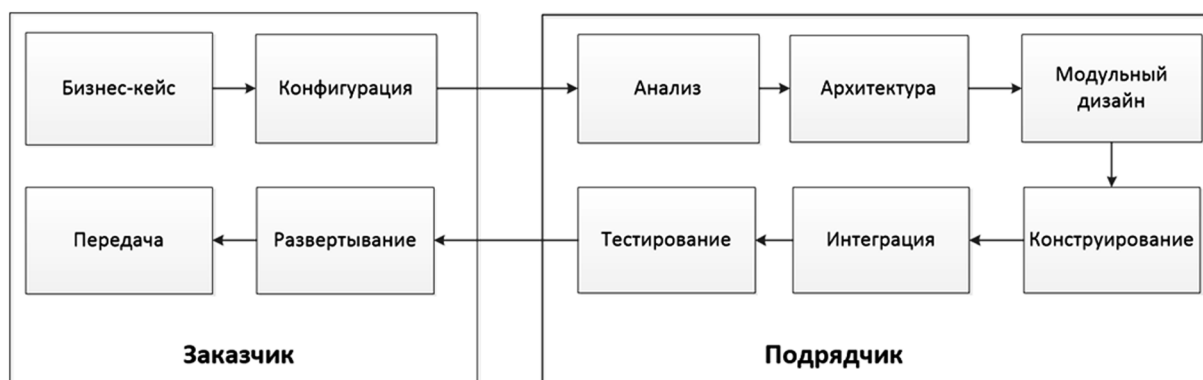 Бизнес-кейс
Конфигурация
Анализ
Архитектура
Модульный
дизайн
Передача
Развертывание
Тестирование
Интеграция
Конструирование
Заказчик
Подрядчик